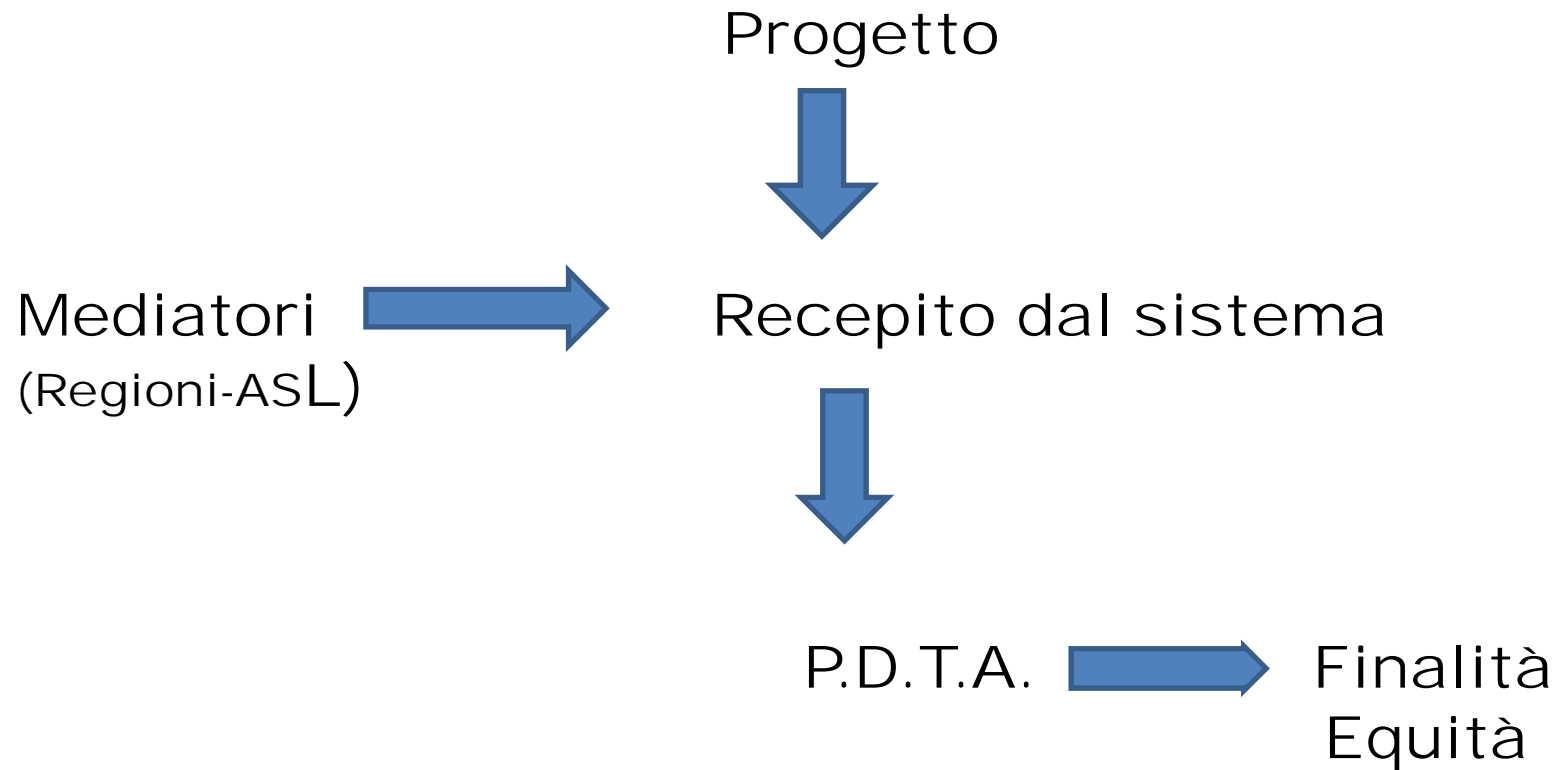 Progetto
Mediatori
(Regioni-ASL)
Recepito dal sistema
P.D.T.A.
Finalità
Equità